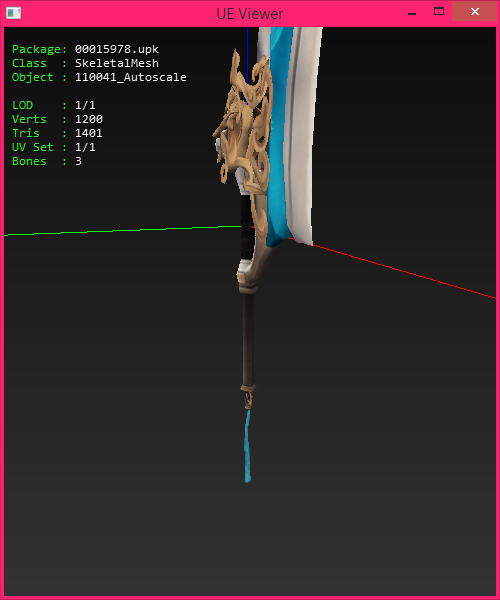 UE Viewer
Package: 00015978.upk
Class : SkeletalMesh
Object : 110041_Autoscale
LOD : 1/1
Verts : 1200
Tris : 1401
UV Set : 1/1
Bones : 3